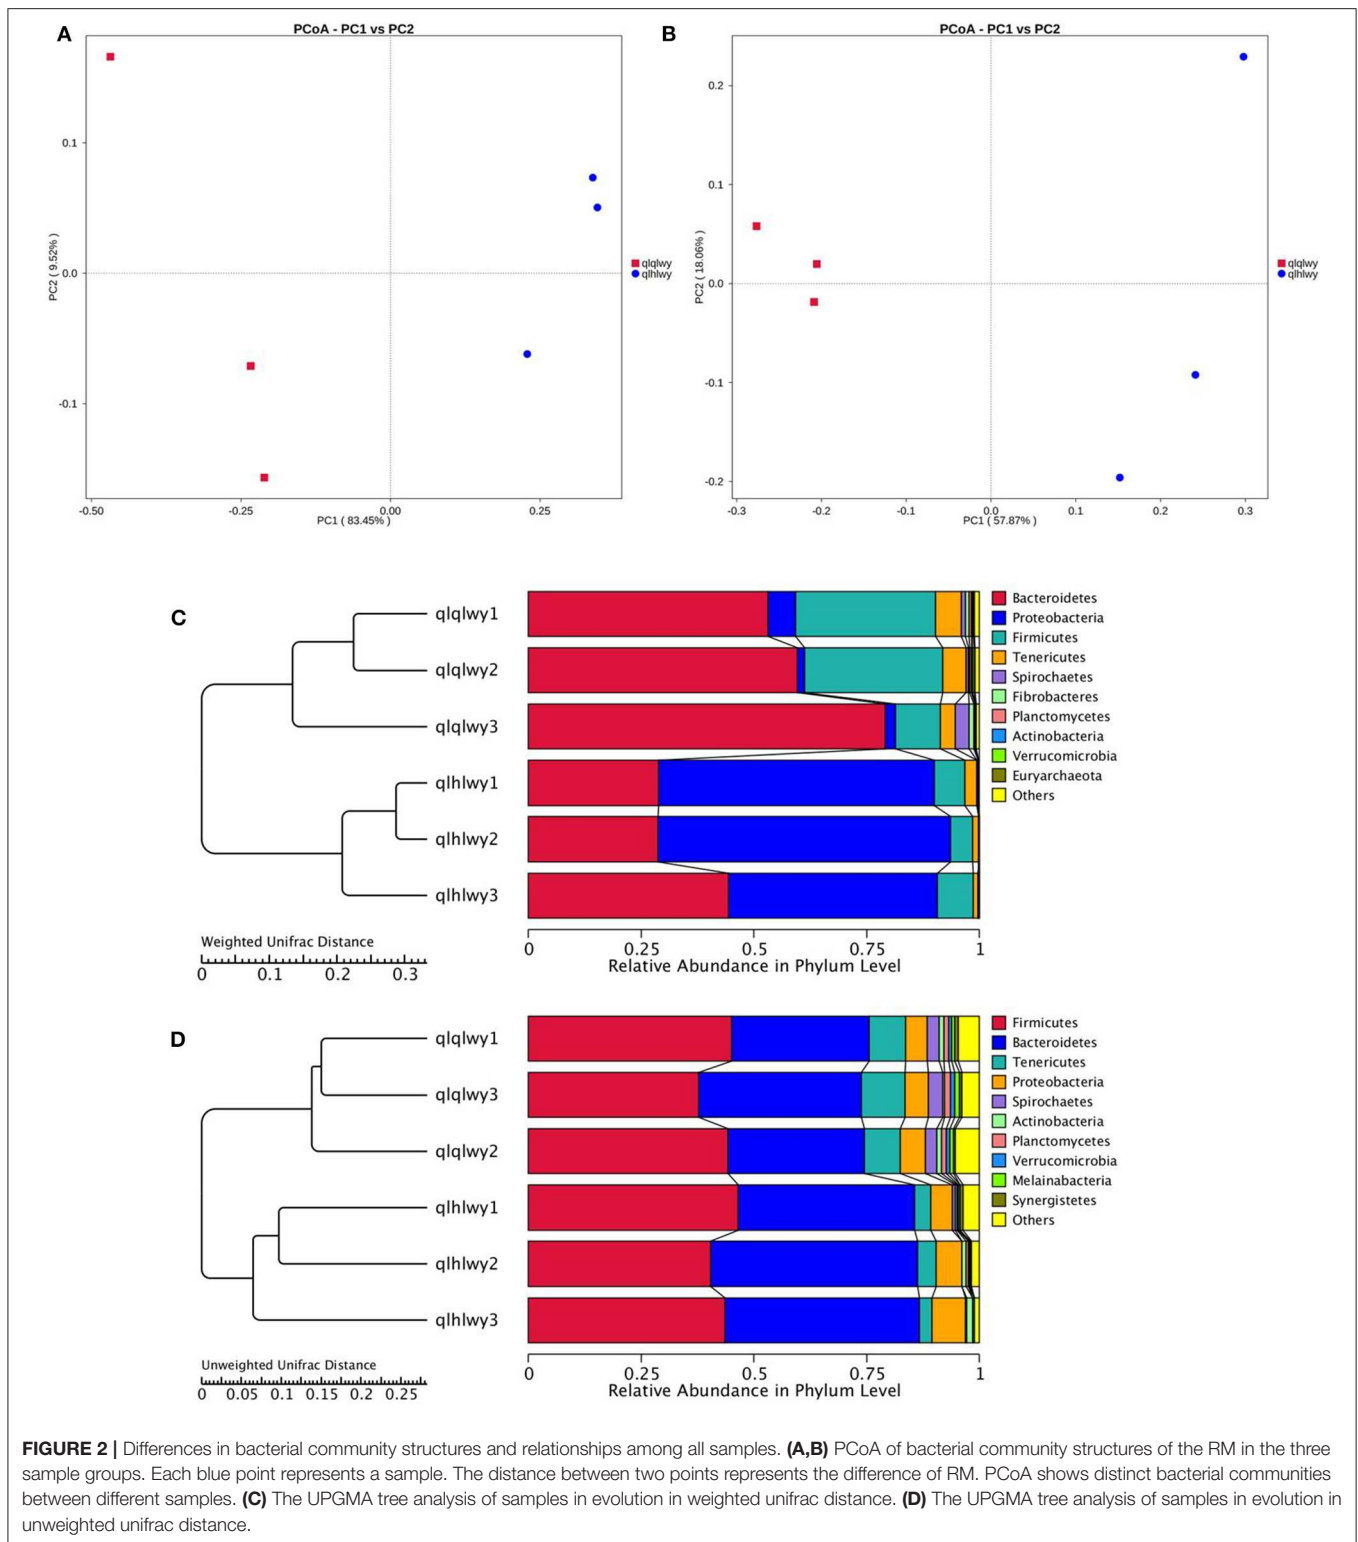 A
PCoA - PC1 vs PC2
0.1
0.0
-0.1
PC2 ( 9.52% )
-0.50 -0.25 0.00 0.25
PC1 ( 83.45% )
qlqlwy
qlhlwy
B
PCoA - PC1 vs PC2
0.2
0.1
0.0
-0.1
-0.2
PC2 ( 18.06% )
-0.3 -0.2 -0.1 0.0 0.1 0.2 0.3
PC1 ( 57.87% )
qlqlwy
qlhlwy
C
qlqlwy1
qlqlwy2
qlqlwy3
qlhlwy1
qlhlwy2
qlhlwy3
Weighted Unifrac Distance
0 0.1 0.2 0.3
0 0.25 0.5 0.75 1
Relative Abundance in Phylum Level
Bacteroidetes
Proteobacteria
Firmicutes
Tenericutes
Spirochaetes
Fibrobacteres
Planctomycetes
Actinobacteria
Verrucomicrobia
Euryarchaeota
Others
D
qlqlwy1
qlqlwy3
qlqlwy2
qlhlwy1
qlhlwy2
qlhlwy3
Unweighted Unifrac Distance
0 0.05 0.1 0.15 0.2 0.25
0 0.25 0.5 0.75 1
Relative Abundance in Phylum Level
Firmicutes
Bacteroidetes
Tenericutes
Proteobacteria
Spirochaetes
Actinobacteria
Planctomycetes
Verrucomicrobia
Melainabacteria
Synergistetes
Others
FIGURE 2 | Differences in bacterial community structures and relationships among all samples. (A,B) PCoA of bacterial community structures of the RM in the three
sample groups. Each blue point represents a sample. The distance between two points represents the difference of RM. PCoA shows distinct bacterial communities
between different samples. (C) The UPGMA tree analysis of samples in evolution in weighted unifrac distance. (D) The UPGMA tree analysis of samples in evolution in
unweighted unifrac distance.